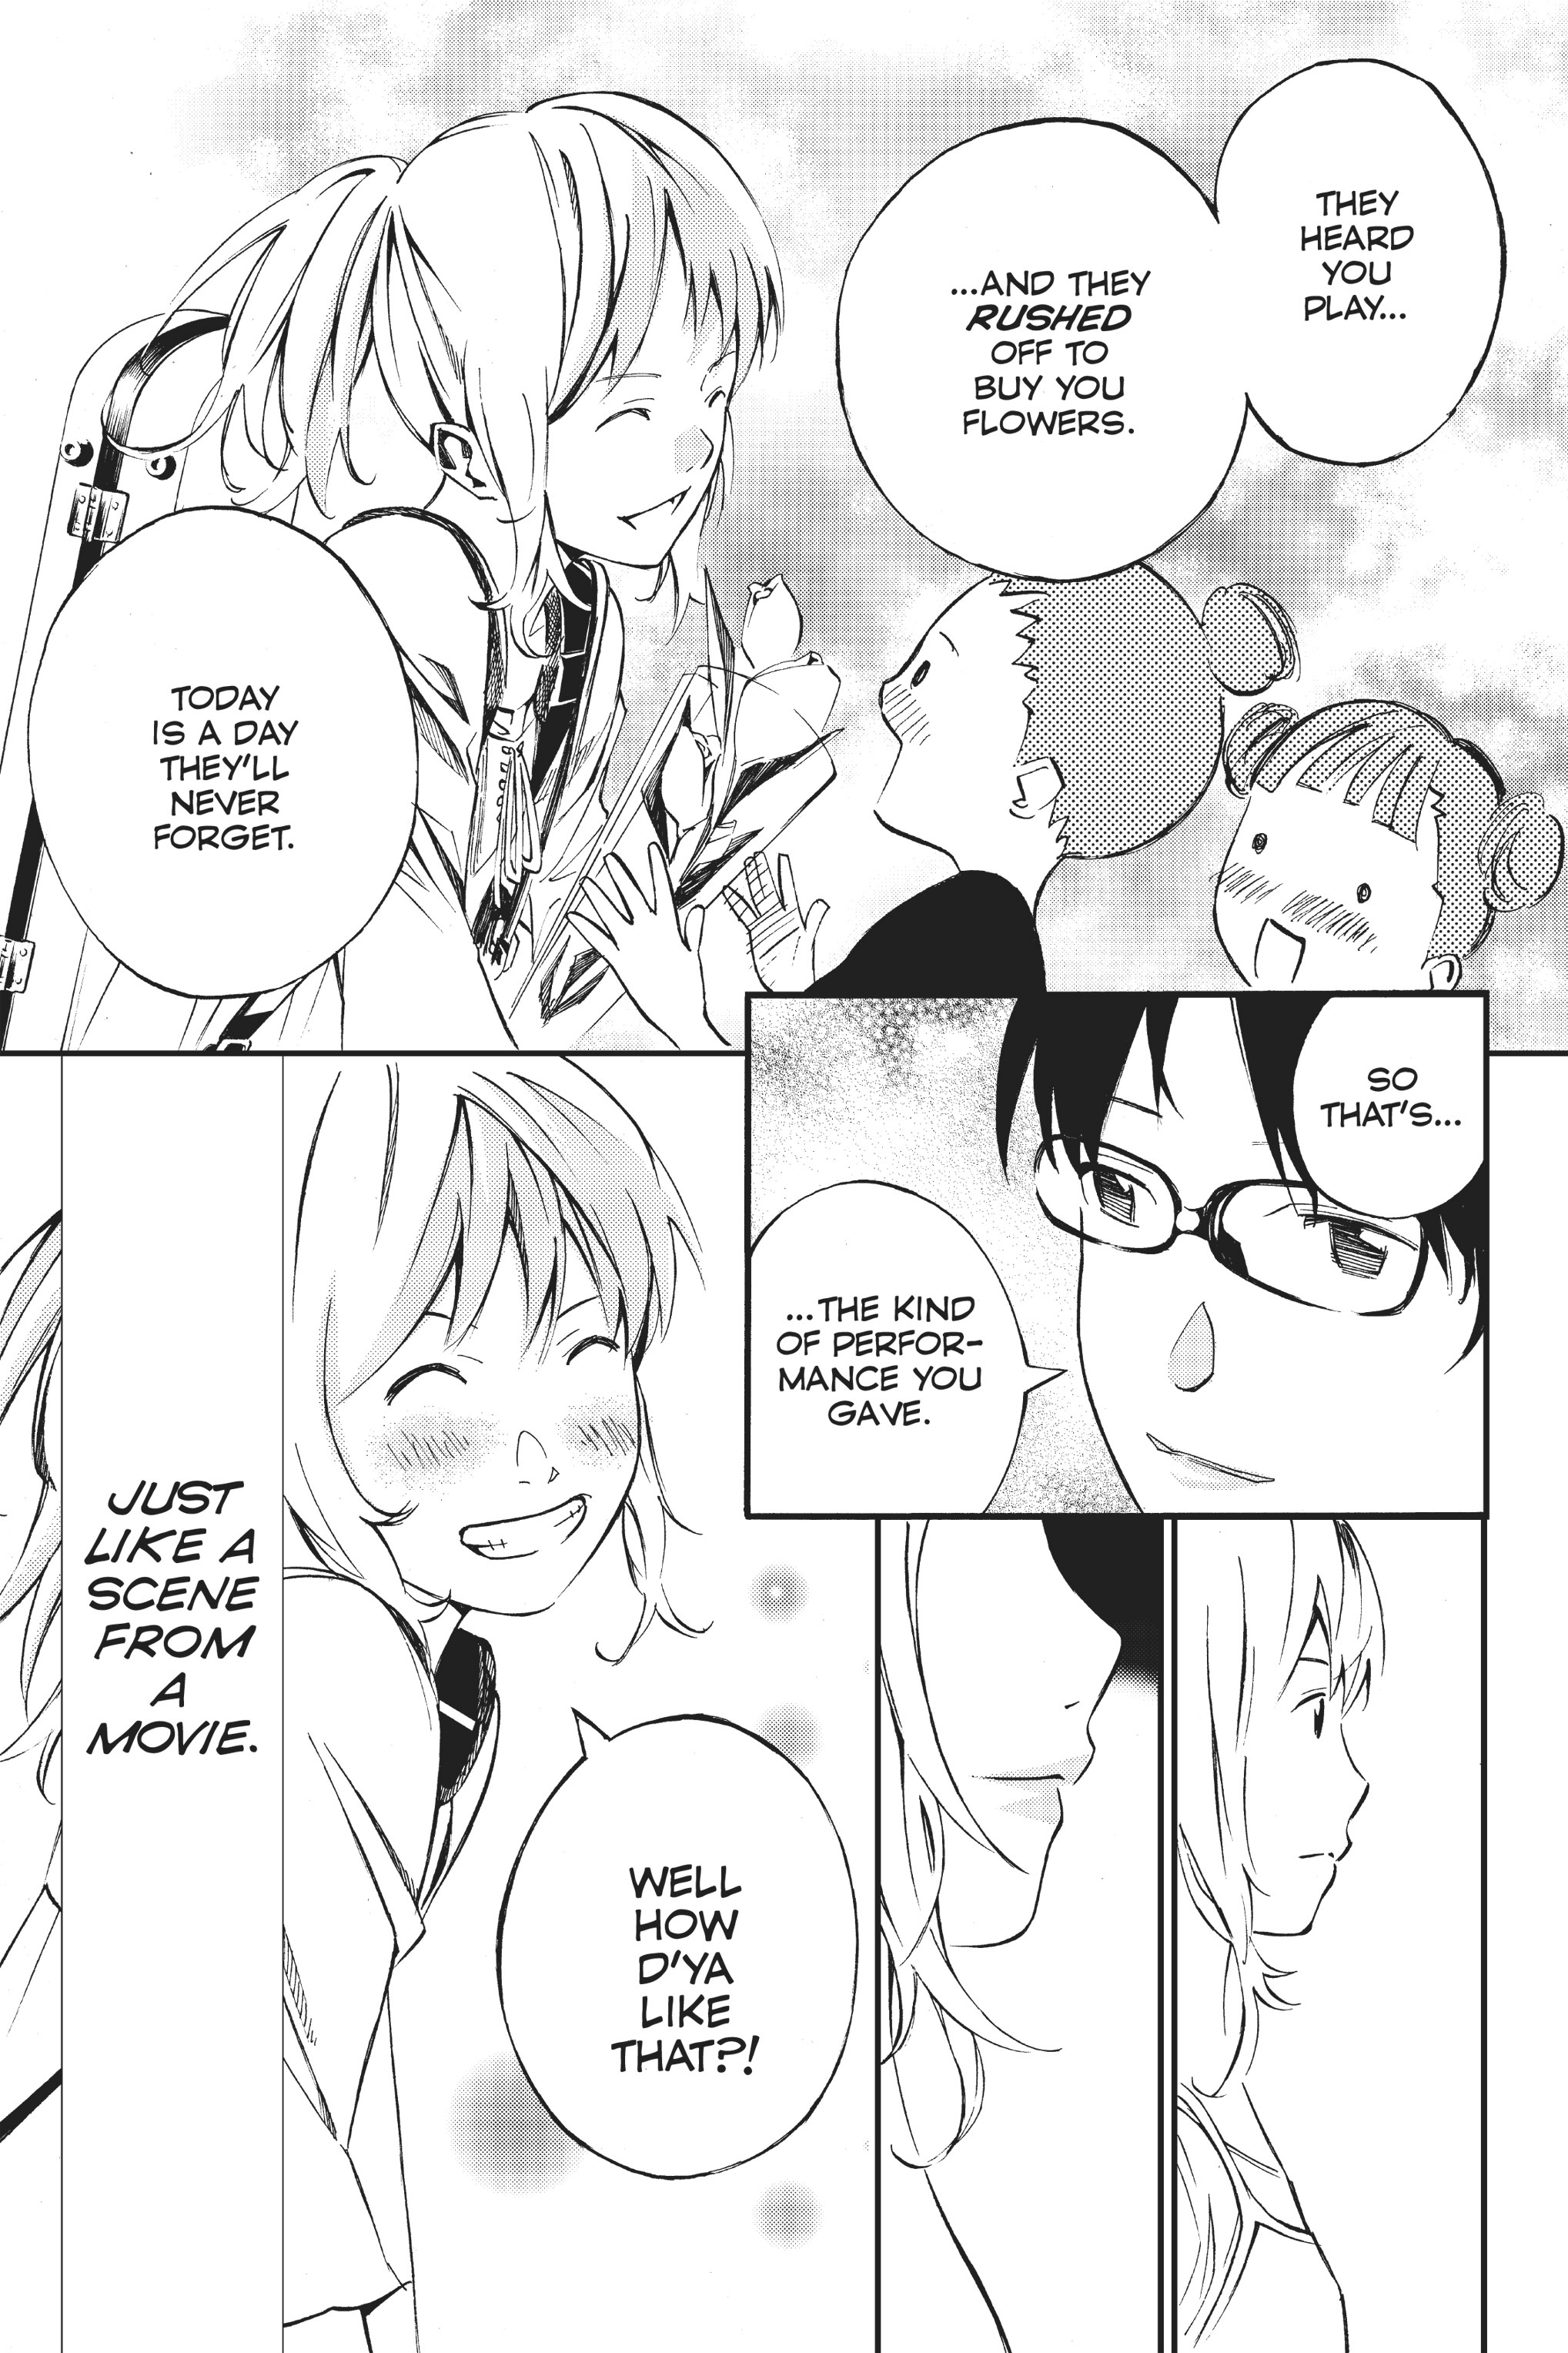 THEY
HEARD
YOU
PLAY...
...AND THEY
RUSHED
OFF TO
BUY YOU
FLOWERS.
TODAY
IS A DAY
THEY'LL
NEVER
FORGET.
SO
THAT'S...
...THE KIND
OF PERFOR-
MANCE YOU
GAVE.
WELL
HOW
D'YA
LIKE
THAT?!
JUST
LIKE A
SCENE
FROM
A
MOVIE.